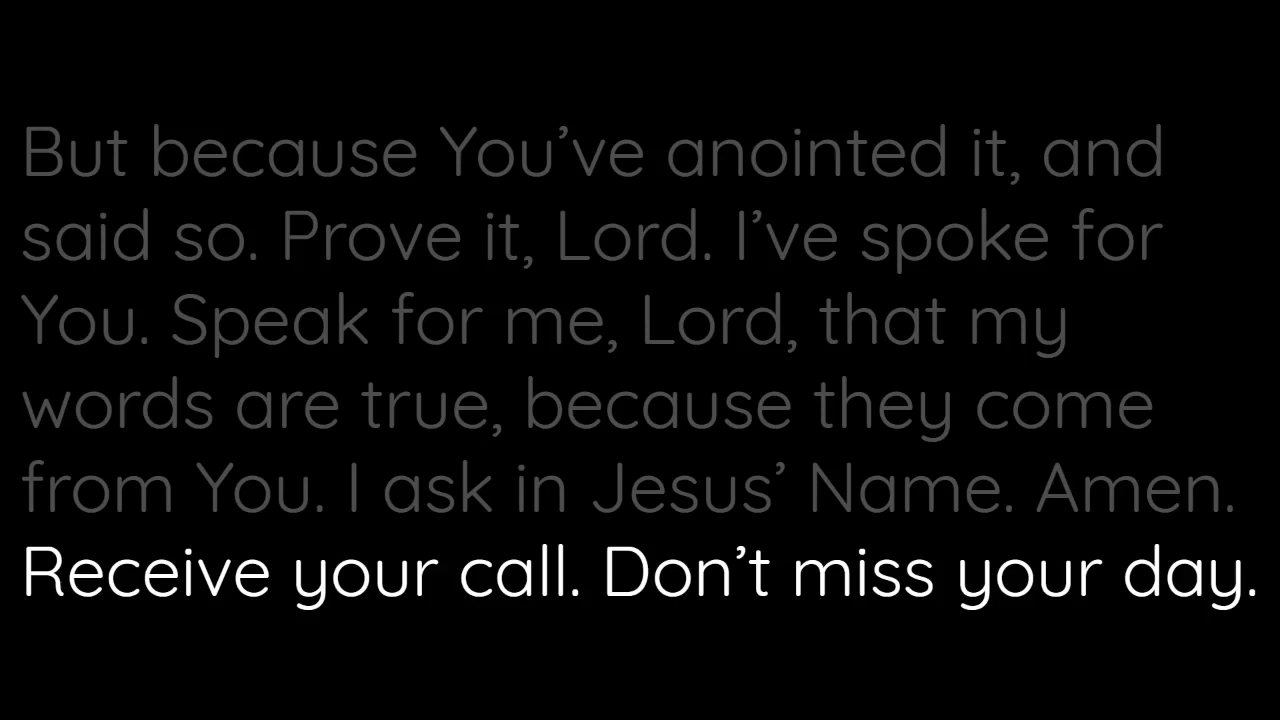 But because You’ve anointed it, and
said so. Prove it, Lord. I’ve spoke for
You. Speak for me, Lord, that my
words are true, because they come
from You. I ask in Jesus’ Name. Amen.
Receive your call. Don’t miss your day.